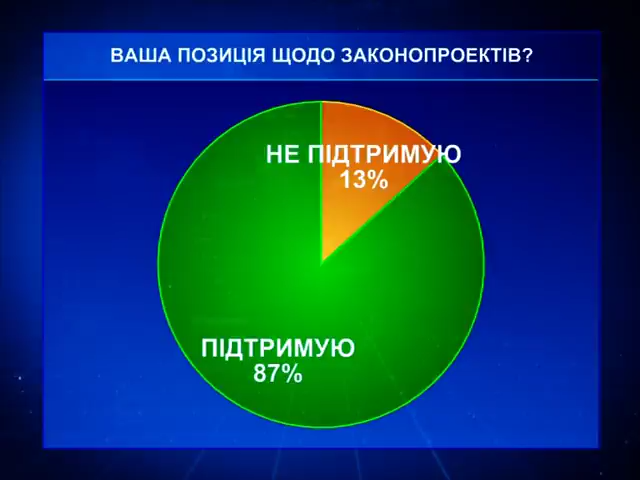 ВАША ПОЗИЦІЯ ЩОДО ЗАКОНОПРОЕКТІВ?
НЕ ПІДТРИМУЮ
13%
ПІДТРИМУЮ
87%